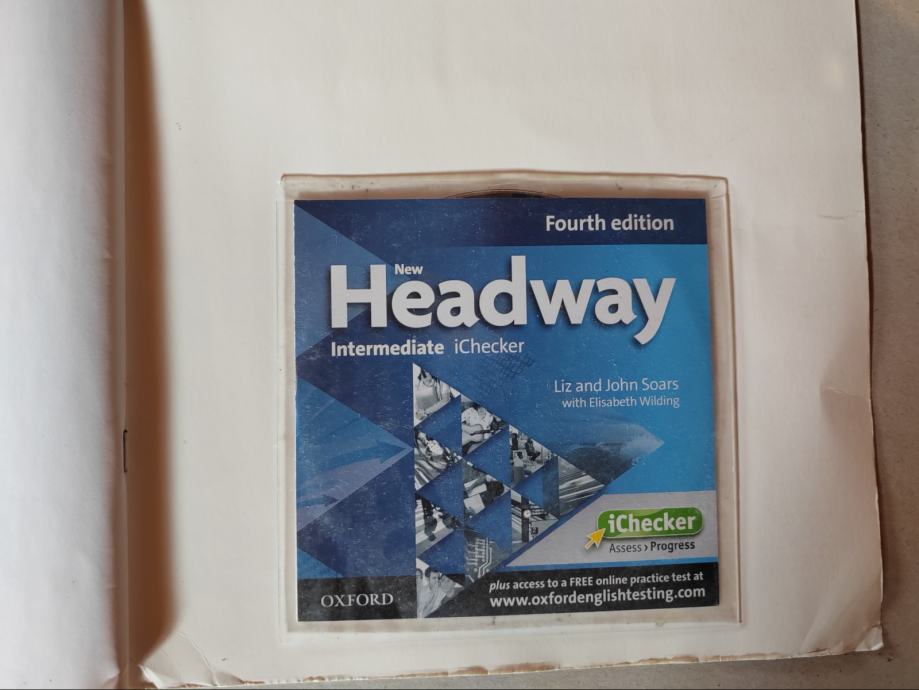 Fourth edition
New
Headway
Intermediate iChecker
Liz and John Soars
with Elisabeth Wilding
iChecker
Assess › Progress
plus access to a FREE online practice test at
www.oxfordenglishtesting.com
OXFORD